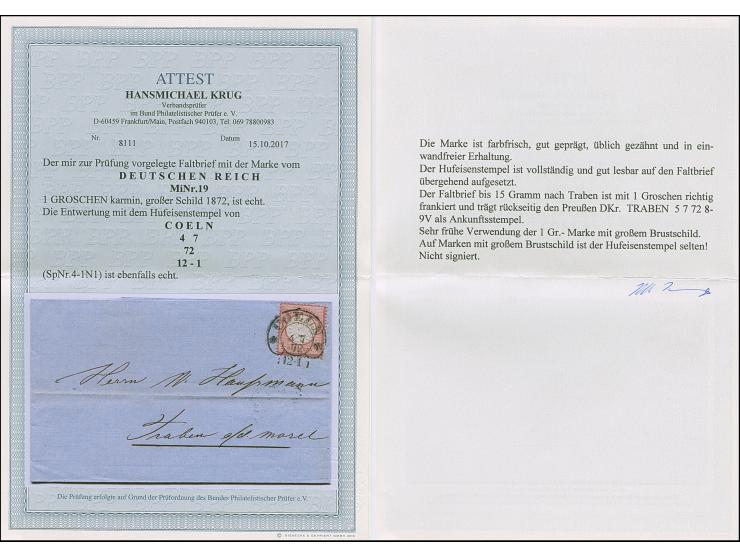 ATTEST
HANSMICHAEL KRUG
Verbandsprüfer
im Bund Philatelistischer Prüfer e. V.
D-60459 Frankfurt/Main, Postfach 940103, Tel: 069 78800983
Nr. 8111 Datum 15.10.2017
Der mir zur Prüfung vorgelegte Faltbrief mit der Marke vom
DEUTSCHEN REICH
MiNr.19
1 GROSCHEN karmin, großer Schild 1872, ist echt.
Die Entwertung mit dem Hufeisenstempel von
COELN
4 7
72
12 - 1
(SpNr.4-1N1) ist ebenfalls echt.
Herrn W. Haufsmann
Traben a/d mosel
Die Prüfung erfolgte auf Grund der Prüfordnung des Bundes Philatelistischer Prüfer e.V.
Die Marke ist farbfrisch, gut geprägt, üblich gezähnt und in ein-
wandfreier Erhaltung.
Der Hufeisenstempel ist vollständig und gut lesbar auf den Faltbrief
übergehend aufgesetzt.
Der Faltbrief bis 15 Gramm nach Traben ist mit 1 Groschen richtig
frankiert und trägt rückseitig den Preußen DKr. TRABEN 5 7 72 8-
9V als Ankunftsstempel.
Sehr frühe Verwendung der 1 Gr.- Marke mit großem Brustschild.
Auf Marken mit großem Brustschild ist der Hufeisenstempel selten!
Nicht signiert.